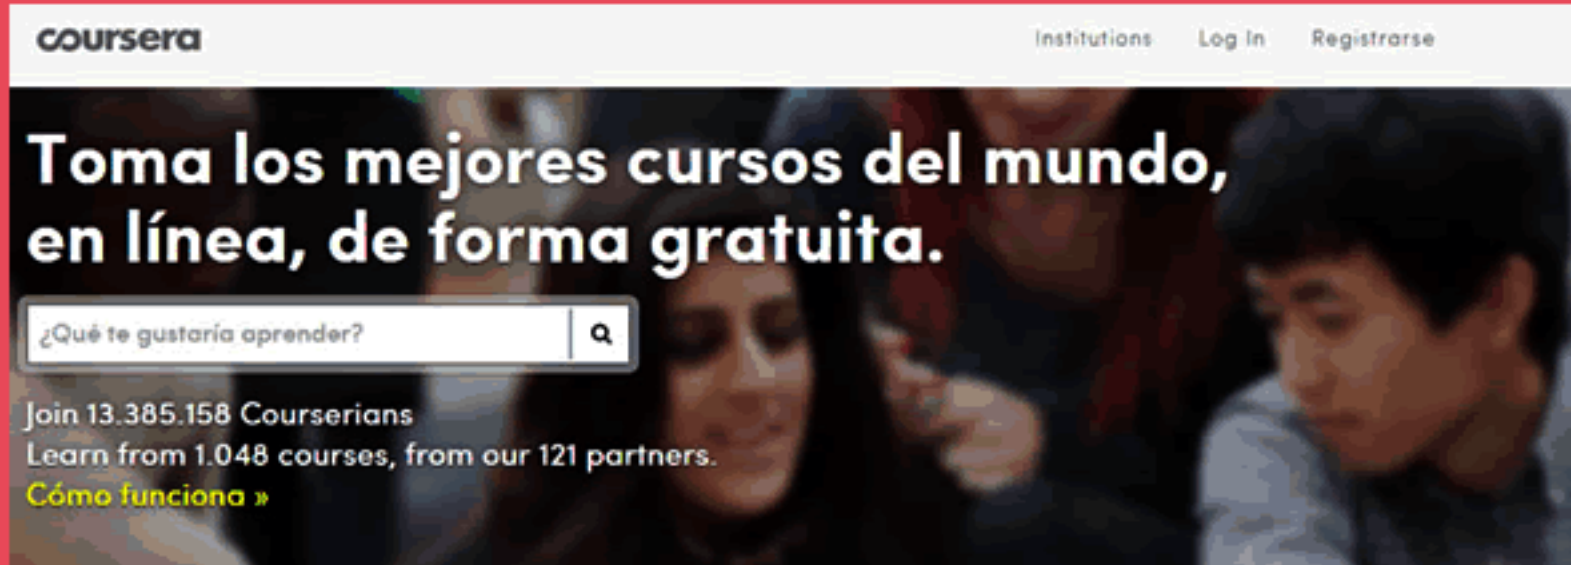 coursera
Institutions Log In Registrarse
Toma los mejores cursos del mundo,
en línea, de forma gratuita.
¿Qué te gustaría aprender?
Join 13.385.158 Courserians
Learn from 1.048 courses, from our 121 partners.
Cómo funciona »